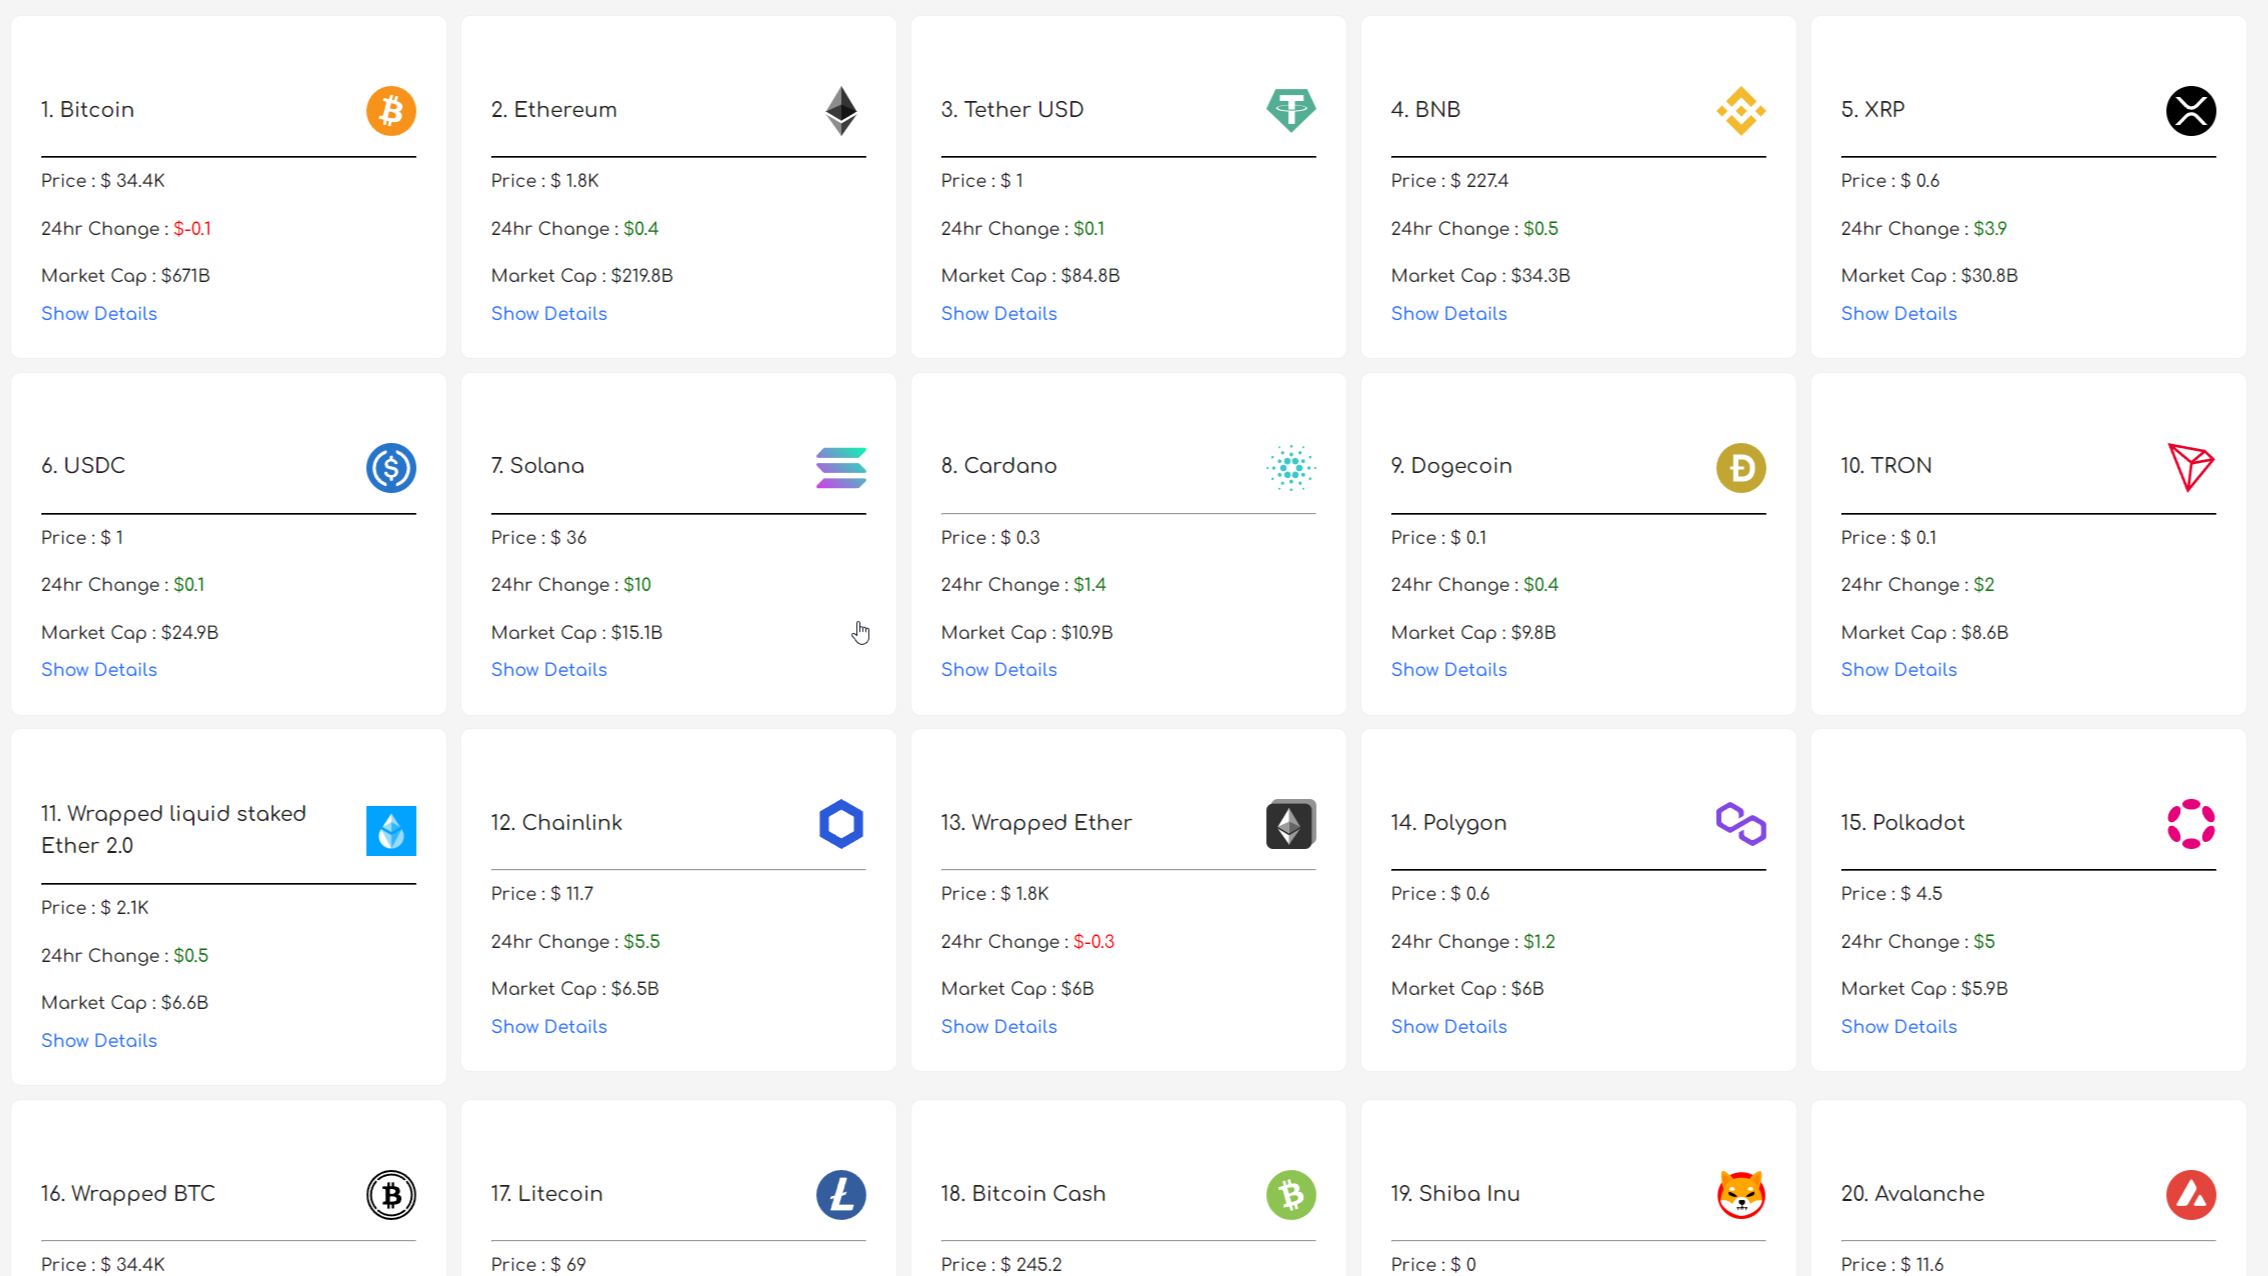 1. Bitcoin
Price : $ 34.4K
24hr Change : $-0.1
Market Cap : $671B
Show Details
2. Ethereum
Price : $ 1.8K
24hr Change : $0.4
Market Cap : $219.8B
Show Details
3. Tether USD
Price : $ 1
24hr Change : $0.1
Market Cap : $84.8B
Show Details
4. BNB
Price : $ 227.4
24hr Change : $0.5
Market Cap : $34.3B
Show Details
5. XRP
Price : $ 0.6
24hr Change : $3.9
Market Cap : $30.8B
Show Details
6. USDC
Price : $ 1
24hr Change : $0.1
Market Cap : $24.9B
Show Details
7. Solana
Price : $ 36
24hr Change : $10
Market Cap : $15.1B
Show Details
8. Cardano
Price : $ 0.3
24hr Change : $1.4
Market Cap : $10.9B
Show Details
9. Dogecoin
Price : $ 0.1
24hr Change : $0.4
Market Cap : $9.8B
Show Details
10. TRON
Price : $ 0.1
24hr Change : $2
Market Cap : $8.6B
Show Details
11. Wrapped liquid staked
Ether 2.0
Price : $ 2.1K
24hr Change : $0.5
Market Cap : $6.6B
Show Details
12. Chainlink
Price : $ 11.7
24hr Change : $5.5
Market Cap : $6.5B
Show Details
13. Wrapped Ether
Price : $ 1.8K
24hr Change : $-0.3
Market Cap : $6B
Show Details
14. Polygon
Price : $ 0.6
24hr Change : $1.2
Market Cap : $6B
Show Details
15. Polkadot
Price : $ 4.5
24hr Change : $5
Market Cap : $5.9B
Show Details
16. Wrapped BTC
Price : $ 34.4K
17. Litecoin
Price : $ 69
18. Bitcoin Cash
Price : $ 245.2
19. Shiba Inu
Price : $ 0
20. Avalanche
Price : $ 11.6